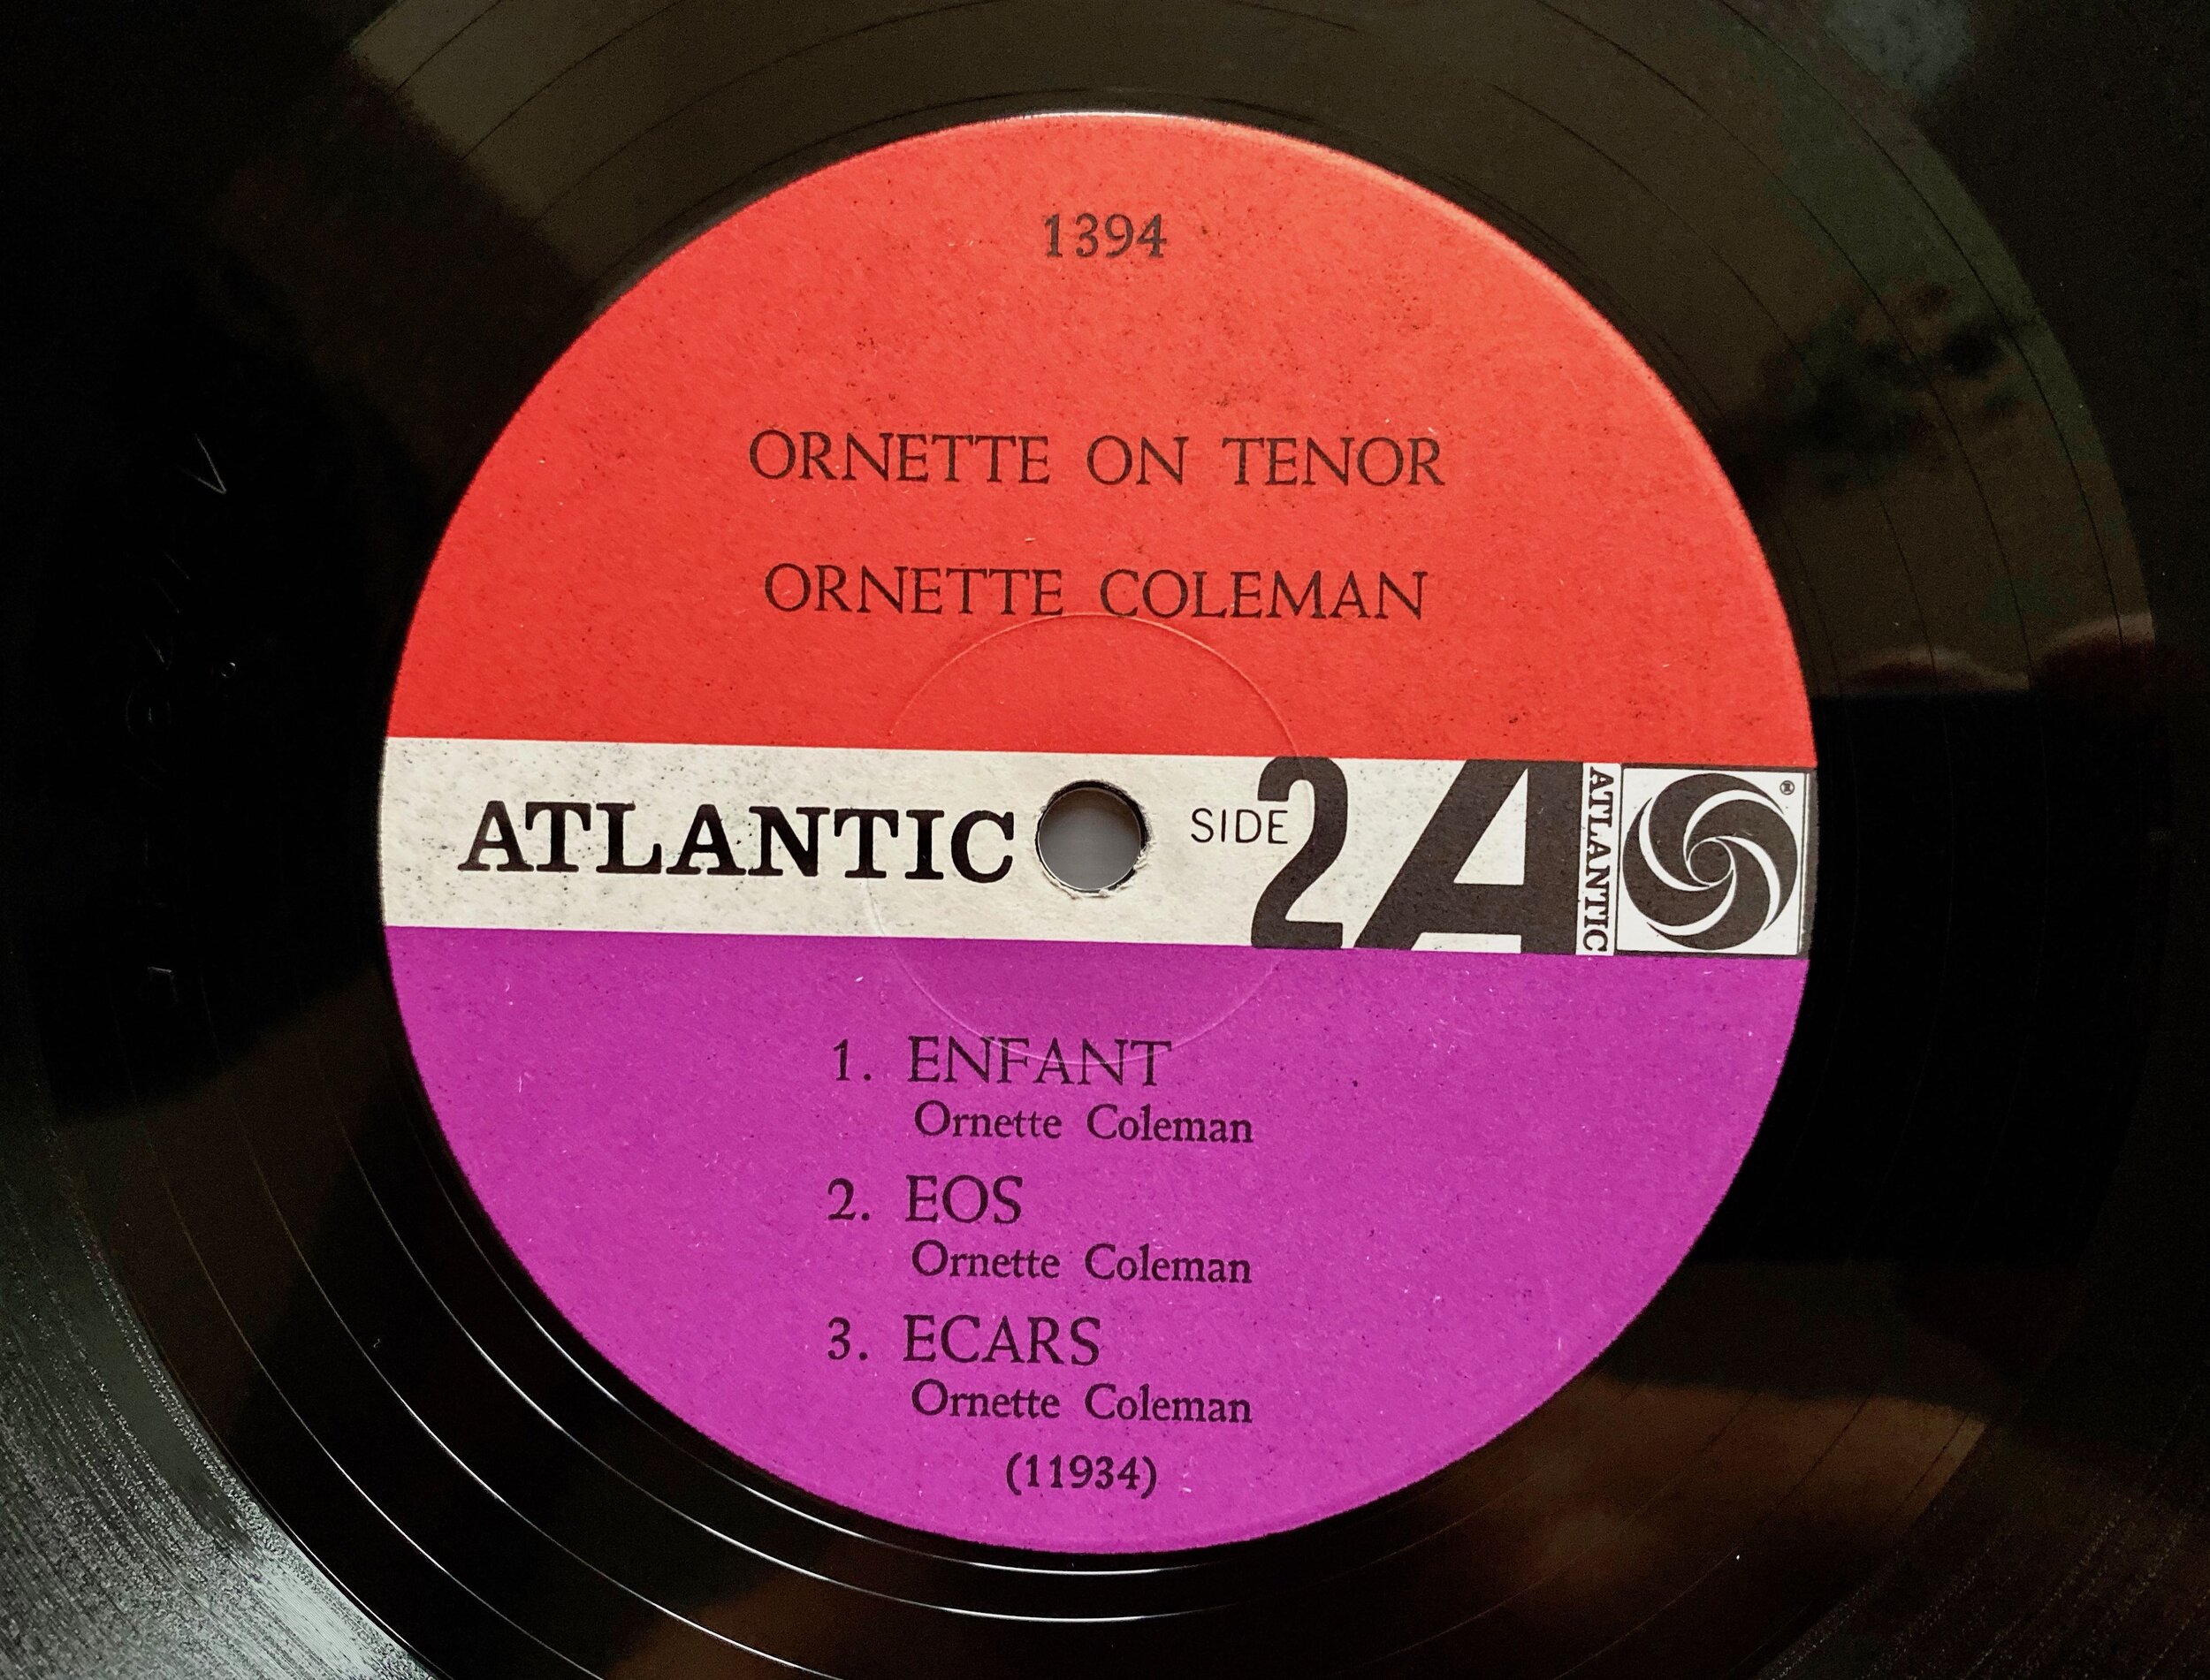 1394
ORNETTE ON TENOR
ORNETTE COLEMAN
ATLANTIC
SIDE 2
A
ATLANTIC
®
1. ENFANT
Ornette Coleman
2. EOS
Ornette Coleman
3. ECARS
Ornette Coleman
(11934)